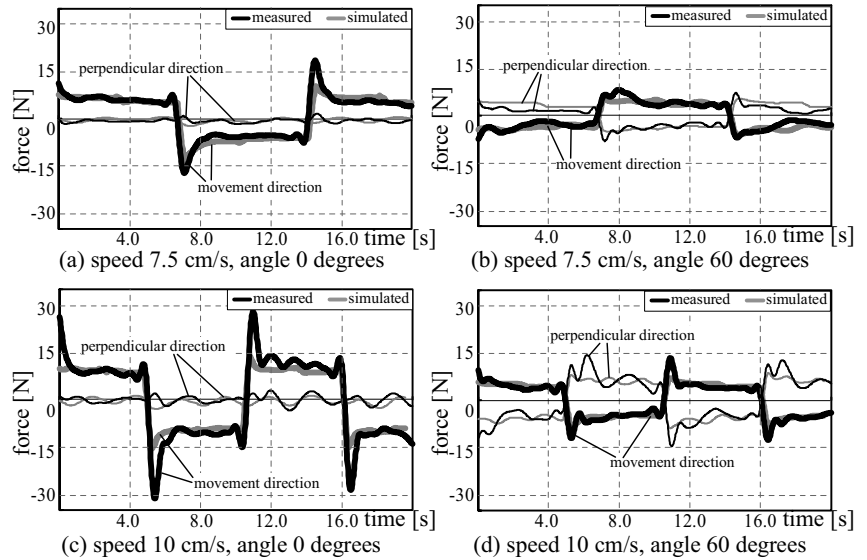 measured simulated
30
15
0
-15
-30
force [N]
perpendicular direction
movement direction
4.0 8.0 12.0 16.0 time [s]
(a) speed 7.5 cm/s, angle 0 degrees
measured simulated
30
15
0
-15
-30
force [N]
perpendicular direction
movement direction
4.0 8.0 12.0 16.0 time [s]
(b) speed 7.5 cm/s, angle 60 degrees
measured simulated
30
15
0
-15
-30
force [N]
perpendicular direction
movement direction
4.0 8.0 12.0 16.0 time [s]
(c) speed 10 cm/s, angle 0 degrees
measured simulated
30
15
0
-15
-30
force [N]
perpendicular direction
movement direction
4.0 8.0 12.0 16.0 time [s]
(d) speed 10 cm/s, angle 60 degrees